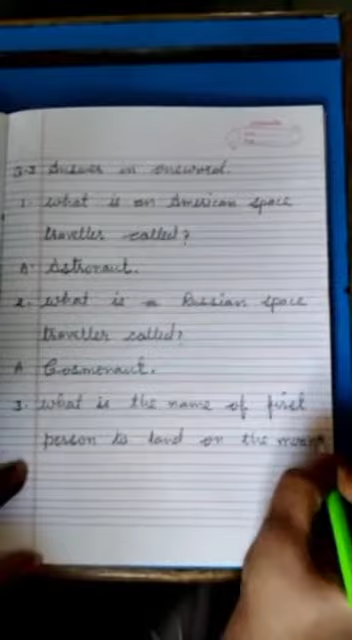 Q-I Answer in oneword.
1. what is an American space
traveller called?
A. Astronaut.
2. what is a Russian space
traveller called?
A Cosmonaut.
3. what is the name of first
person to land on the moon?